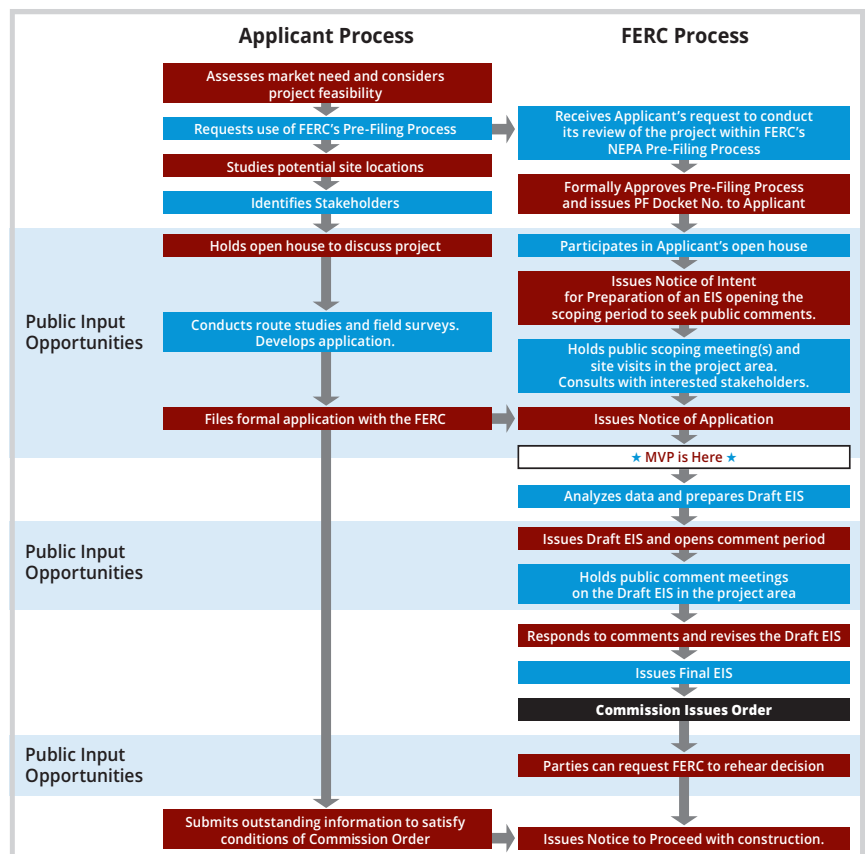 Applicant Process
FERC Process
Assesses market need and considers
project feasibility
Requests use of FERC's Pre-Filing Process
Receives Applicant's request to conduct
its review of the project within FERC's
NEPA Pre-Filing Process
Studies potential site locations
Formally Approves Pre-Filing Process
and issues PF Docket No. to Applicant
Identifies Stakeholders
Public Input
Opportunities
Holds open house to discuss project
Participates in Applicant's open house
Issues Notice of Intent
for Preparation of an EIS opening the
scoping period to seek public comments.
Conducts route studies and field surveys.
Develops application.
Holds public scoping meeting(s) and
site visits in the project area.
Consults with interested stakeholders.
Files formal application with the FERC
Issues Notice of Application
★ MVP is Here ★
Analyzes data and prepares Draft EIS
Public Input
Opportunities
Issues Draft EIS and opens comment period
Holds public comment meetings
on the Draft EIS in the project area
Responds to comments and revises the Draft EIS
Issues Final EIS
Commission Issues Order
Public Input
Opportunities
Parties can request FERC to rehear decision
Submits outstanding information to satisfy
conditions of Commission Order
Issues Notice to Proceed with construction.